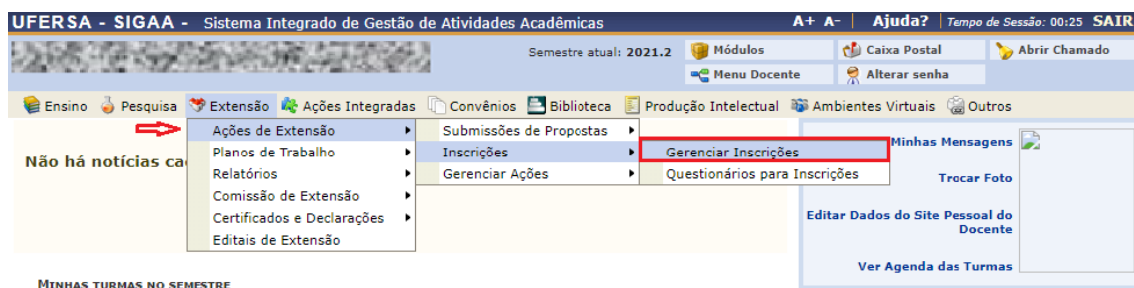 UFERSA - SIGAA - Sistema Integrado de Gestão de Atividades Acadêmicas A+ A- | Ajuda? | Tempo de Sessão: 00:25 SAIR
Semestre atual: 2021.2 Módulos Caixa Postal Abrir Chamado
Menu Docente Alterar senha
Ensino Pesquisa Extensão Ações Integradas Convênios Biblioteca Produção Intelectual Ambientes Virtuais Outros
Ações de Extensão Submissões de Propostas
Planos de Trabalho Inscrições Gerenciar Inscrições Minhas Mensagens
Não há notícias
Relatórios Gerenciar Ações Questionários para Inscrições Trocar Foto
Comissão de Extensão
Certificados e Declarações Editar Dados do Site Pessoal do
Docente
Editais de Extensão
Ver Agenda das Turmas
MINHAS TURMAS NO SEMESTRE